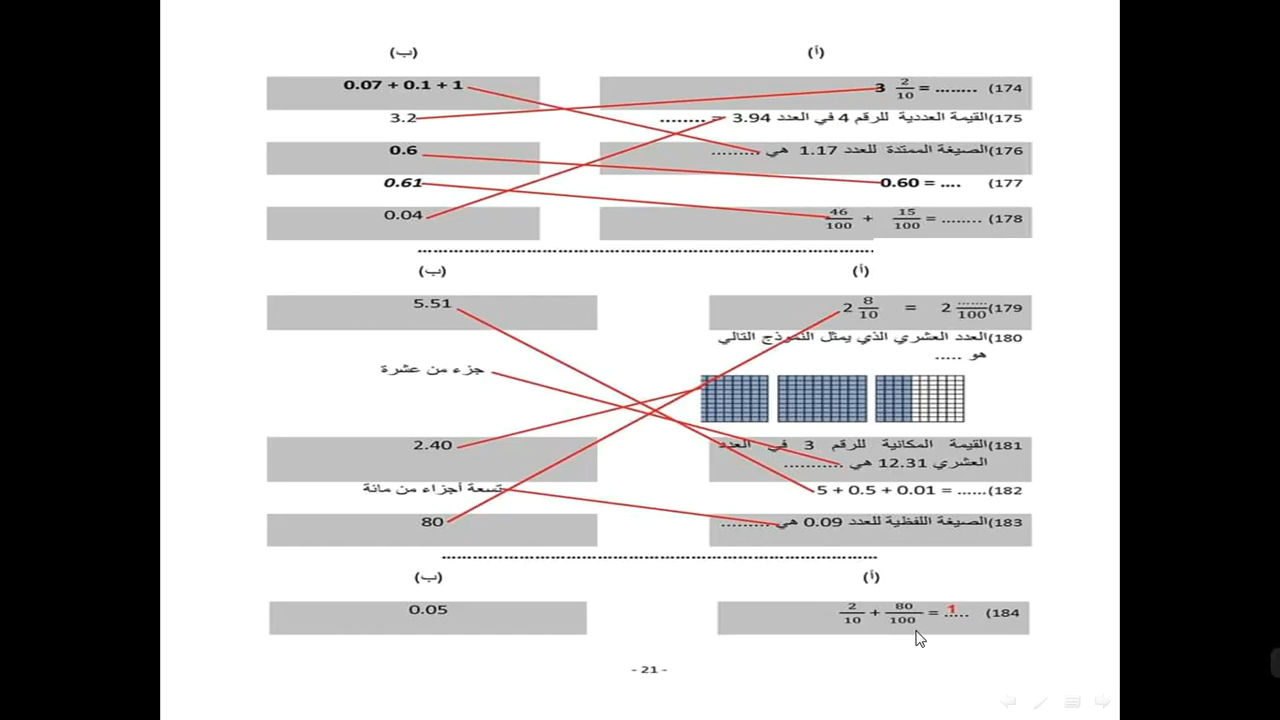 (أ) (ب)
174) 3 2/10 = ........ 0.07 + 0.1 + 1
175) القيمة العددية للرقم 4 في العدد 3.94 = ........ 3.2
176) الصيغة الممتدة للعدد 1.17 هي ......... 0.6
177) 0.60 = .... 0.61
178) 46/100 + 15/100 = ........ 0.04
(أ) (ب)
179) 2 8/10 = 2 ....../100 5.51
180) العدد العشري الذي يمثل النموذج التالي
هو .....
جزء من عشرة
181) القيمة المكانية للرقم 3 في العدد 2.40
العشري 12.31 هي ...........
182) 5 + 0.5 + 0.01 = ...... تسعة أجزاء من مائة
183) الصيغة اللفظية للعدد 0.09 هي ......... 80
(أ) (ب)
184) 2/10 + 80/100 = 1..... 0.05
- 21 -